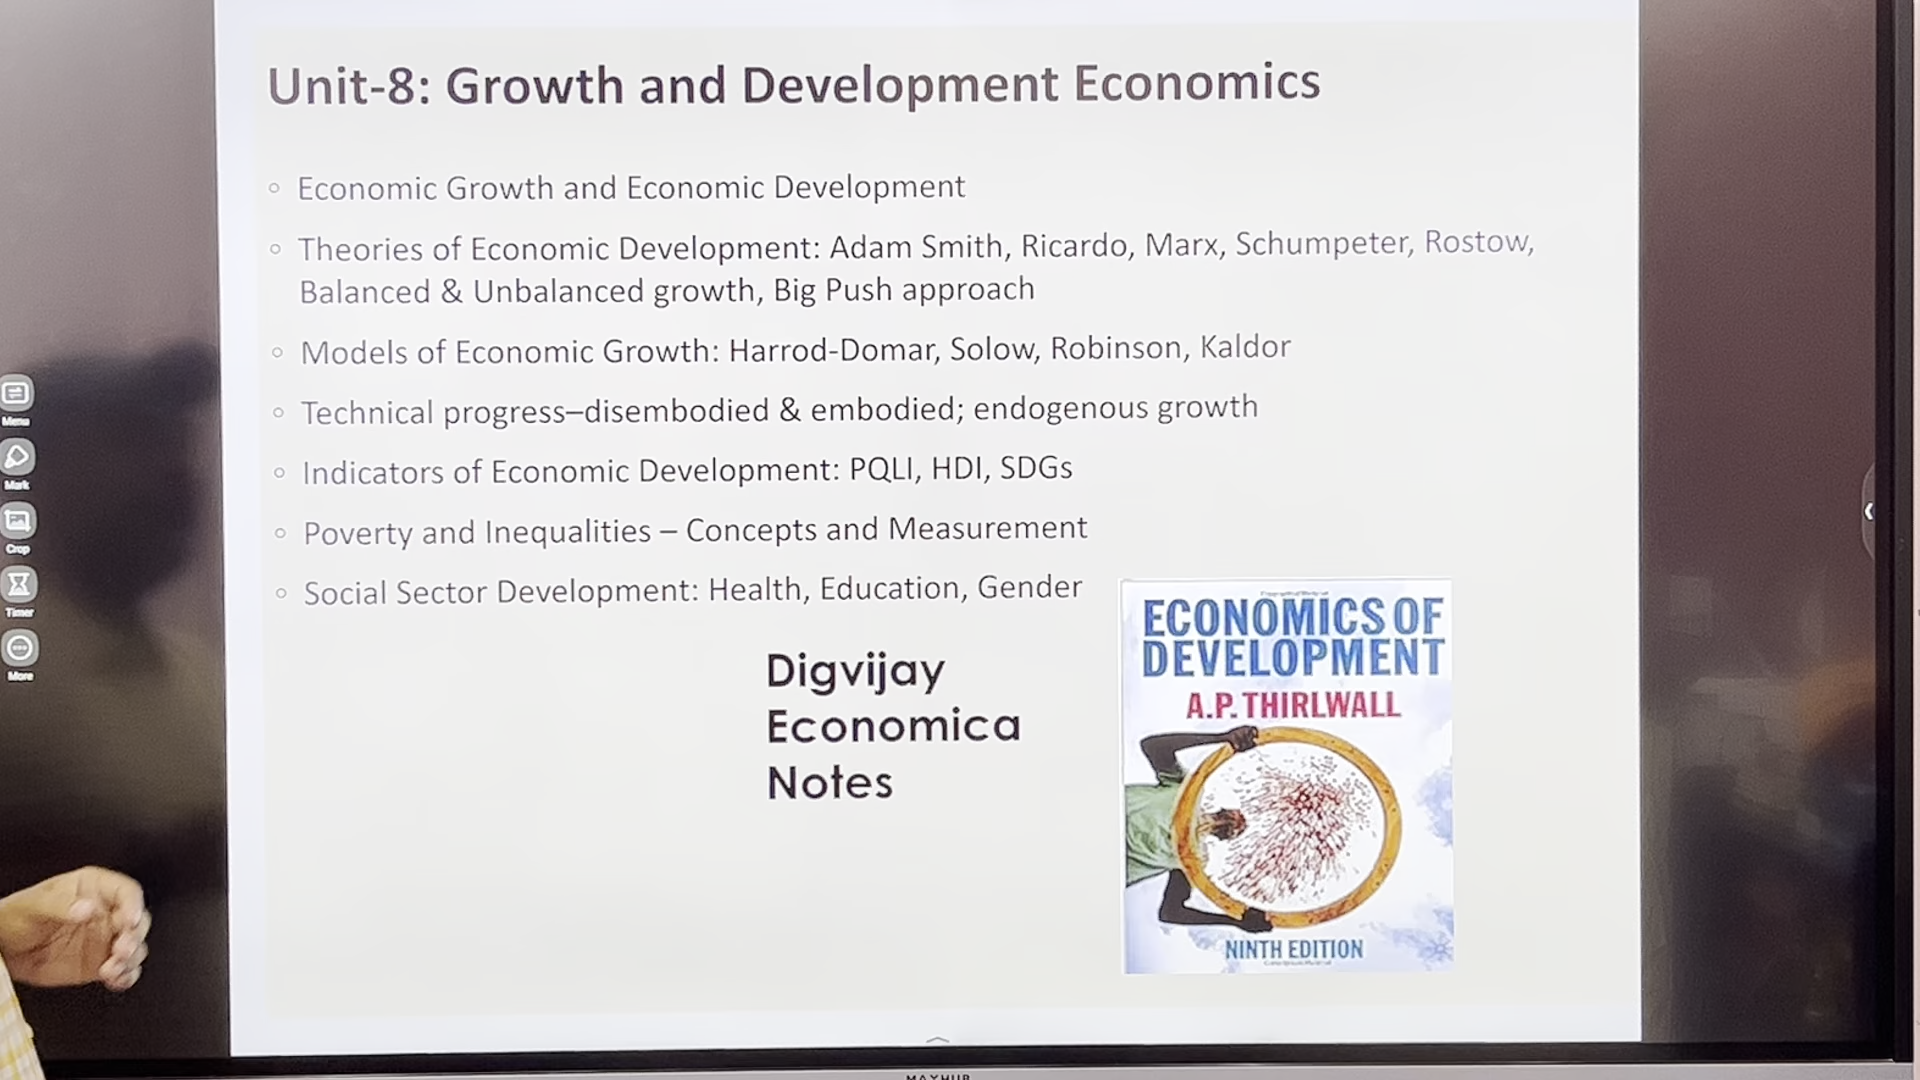 Unit-8: Growth and Development Economics
Economic Growth and Economic Development
Theories of Economic Development: Adam Smith, Ricardo, Marx, Schumpeter, Rostow,
Balanced & Unbalanced growth, Big Push approach
Models of Economic Growth: Harrod-Domar, Solow, Robinson, Kaldor
Technical progress–disembodied & embodied; endogenous growth
Indicators of Economic Development: PQLI, HDI, SDGs
Poverty and Inequalities – Concepts and Measurement
Social Sector Development: Health, Education, Gender
Digvijay
Economica
Notes
ECONOMICS OF
DEVELOPMENT
A.P. THIRLWALL
NINTH EDITION
Menu
Mark
Crop
Timer
More
MAXHUB